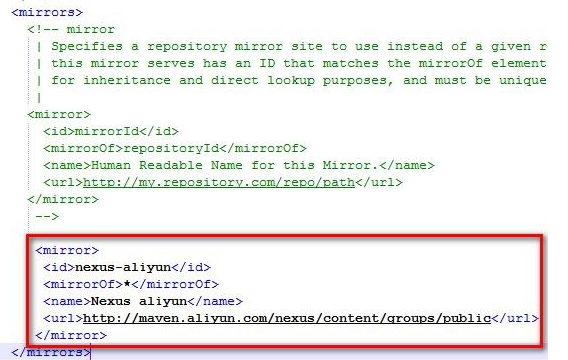 <mirrors>
<!-- mirror
| Specifies a repository mirror site to use instead of a given r
| this mirror serves has an ID that matches the mirrorOf element
| for inheritance and direct lookup purposes, and must be unique
|
<mirror>
<id>mirrorId</id>
<mirrorOf>repositoryId</mirrorOf>
<name>Human Readable Name for this Mirror.</name>
<url>http://my.repository.com/repo/path</url>
</mirror>
-->
<mirror>
<id>nexus-aliyun</id>
<mirrorOf>*</mirrorOf>
<name>Nexus aliyun</name>
<url>http://maven.aliyun.com/nexus/content/groups/public</url>
</mirror>
</mirrors>